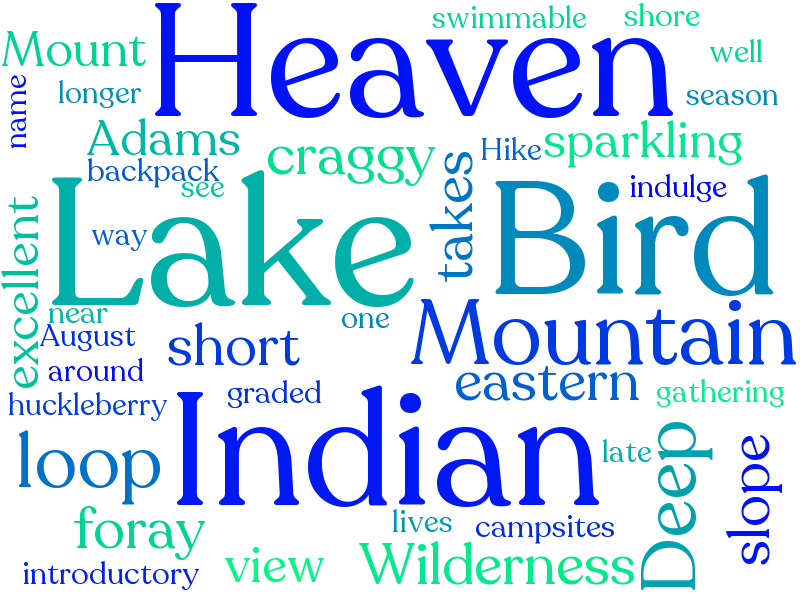 swimmable
shore
Heaven
Mount
well
name
longer
season
Adams
craggy
Hike
sparkling
backpack
see
takes
indulge
Lake
Bird
excellent
way
near
one
August
short
Mountain
around
graded
eastern
huckleberry
gathering
Indian
loop
late
Deep
slope
foray
lives
campsites
introductory
view
Wilderness